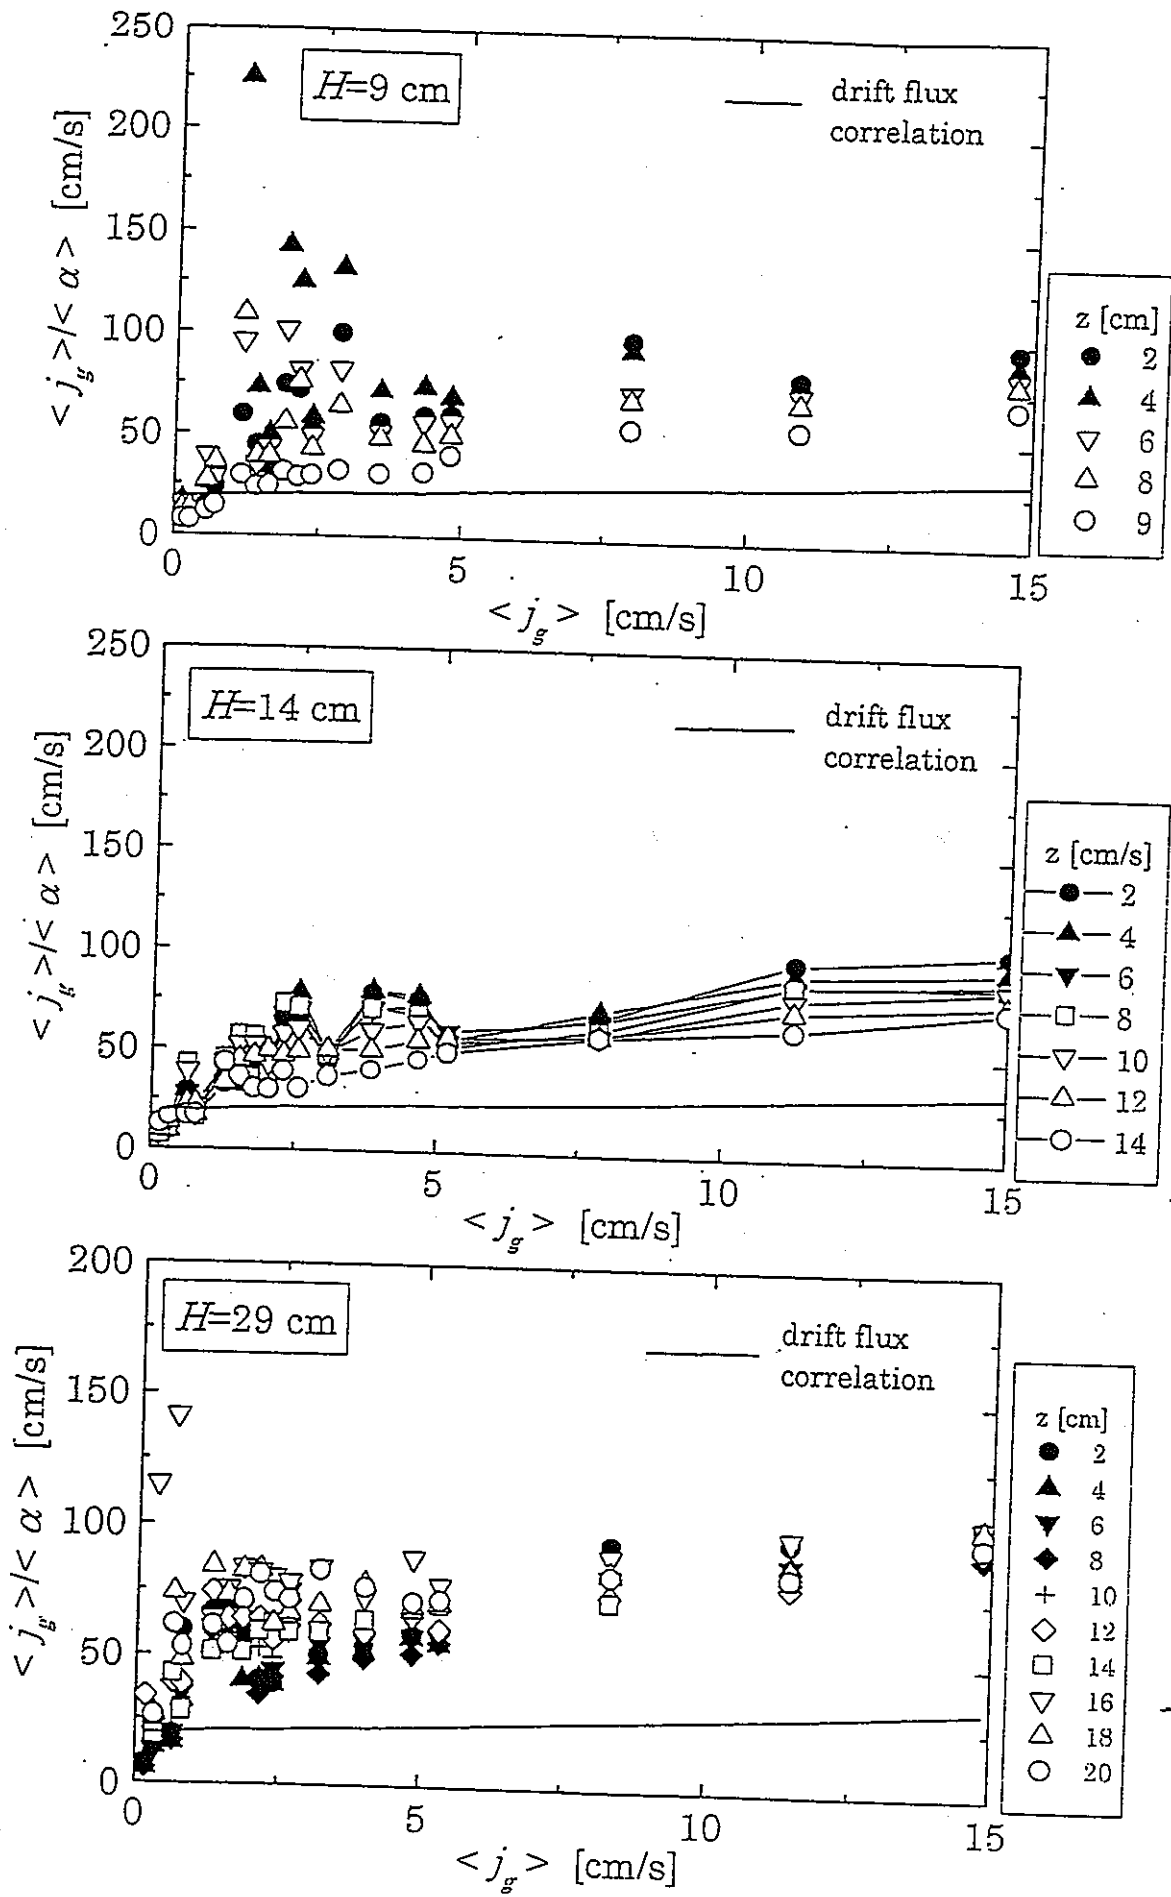 250
200
150
100
50
0
< j_g >/< α > [cm/s]
H=9 cm
drift flux
correlation
z [cm]
2
4
6
8
9
0 5 10 15
< j_g > [cm/s]
250
200
150
100
50
0
< j_g >/< α > [cm/s]
H=14 cm
drift flux
correlation
z [cm/s]
2
4
6
8
10
12
14
0 5 10 15
< j_g > [cm/s]
200
150
100
50
0
< j_g >/< α > [cm/s]
H=29 cm
drift flux
correlation
z [cm]
2
4
6
8
10
12
14
16
18
20
0 5 10 15
< j_g > [cm/s]